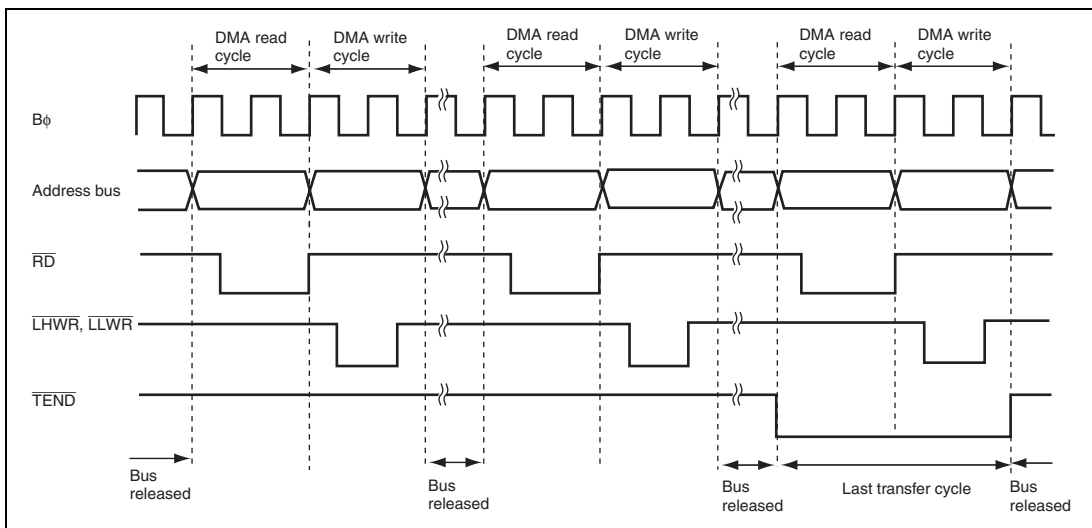 DMA read
cycle
DMA write
cycle
DMA read
cycle
DMA write
cycle
DMA read
cycle
DMA write
cycle
Bϕ
Address bus
RD
LHWR, LLWR
TEND
Bus
released
Bus
released
Bus
released
Last transfer cycle
Bus
released